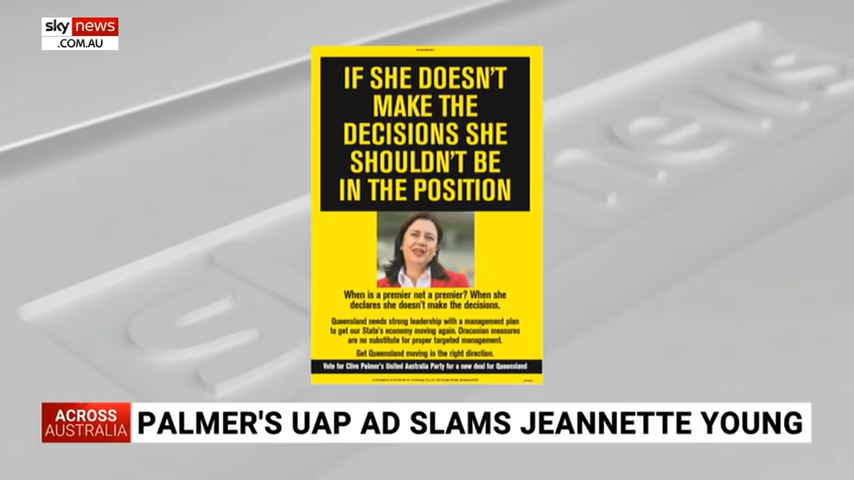 sky news
.COM.AU
IF SHE DOESN'T
MAKE THE
DECISIONS SHE
SHOULDN'T BE
IN THE POSITION
When is a premier not a premier? When she
declares she doesn't make the decisions.
Queensland needs strong leadership with a management plan
to get our State's economy moving again. Draconian measures
are no substitute for proper targeted management.
Get Queensland moving in the right direction.
Vote for Clive Palmer's United Australia Party for a new deal for Queensland
ACROSS
AUSTRALIA
PALMER'S UAP AD SLAMS JEANNETTE YOUNG
news